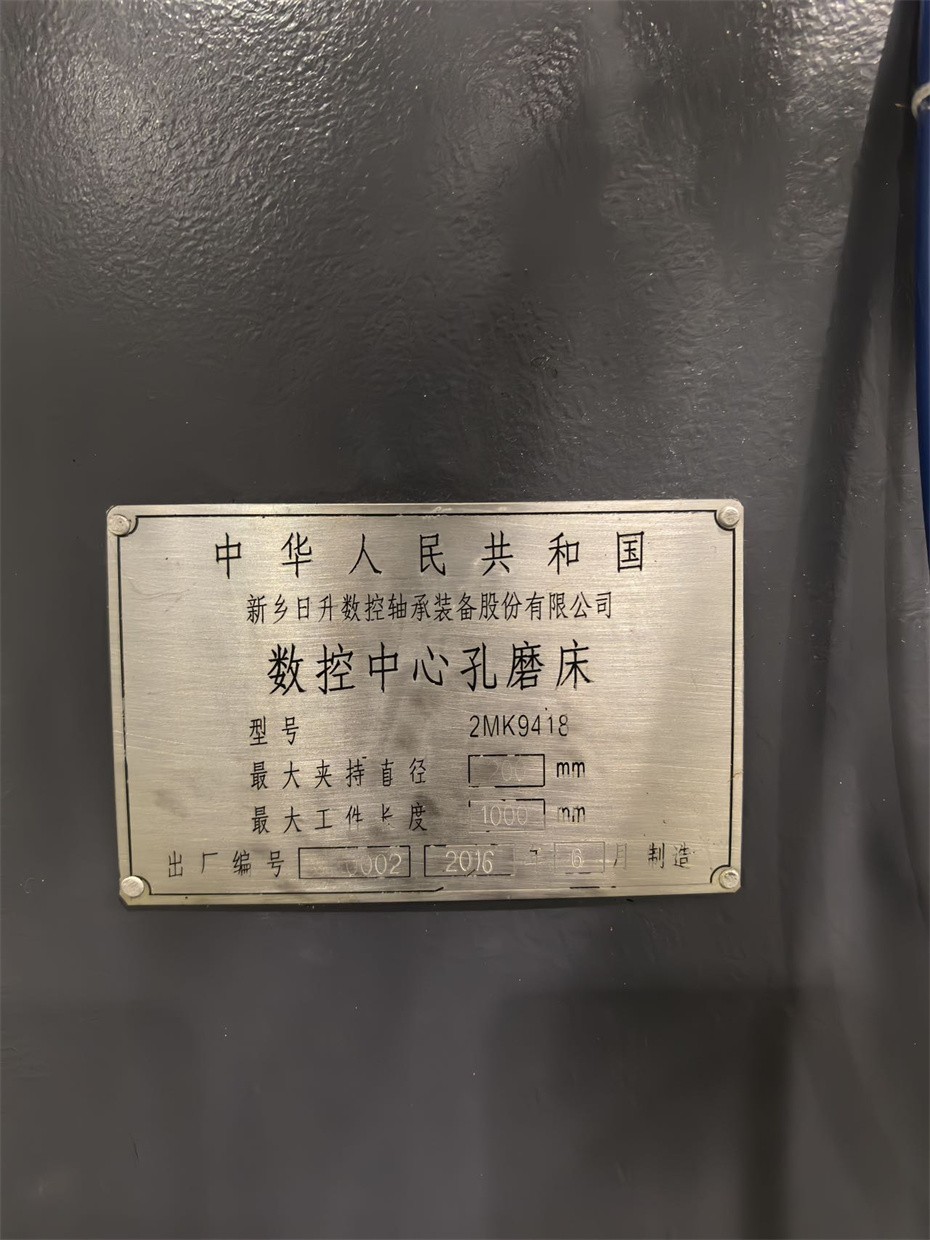 中华人民共和国
新乡日升数控轴承装备股份有限公司
数控中心孔磨床
型号 2MK9418
最大夹持直径 200 mm
最大工件长度 1000 mm
出厂编号 0002 2016 年 6 月制造